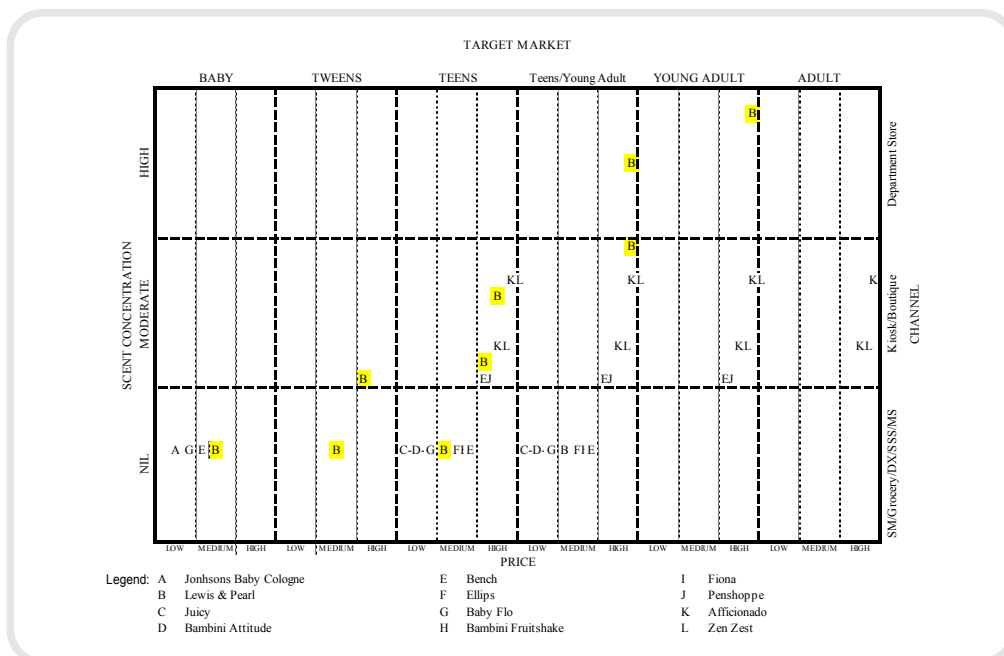 TARGET MARKET
BABY TWEENS TEENS Teens/Young Adult YOUNG ADULT ADULT
SCENT CONCENTRATION
HIGH
MODERATE
NIL
Department Store
Kiosk/Boutique
SM/Grocery/DX/SSS/MS
CHANNEL
B
B
B
KL KL KL K
B
KL KL KL KL
B
B EJ EJ EJ
A G E B B C-D-G B FHE C-D-G B FHE
LOW MEDIUM HIGH LOW MEDIUM HIGH LOW MEDIUM HIGH LOW MEDIUM HIGH LOW MEDIUM HIGH LOW MEDIUM HIGH
PRICE
Legend: A Jonhsons Baby Cologne E Bench I Fiona
B Lewis & Pearl F Ellips J Penshoppe
C Juicy G Baby Flo K Afficionado
D Bambini Attitude H Bambini Fruitshake L Zen Zest